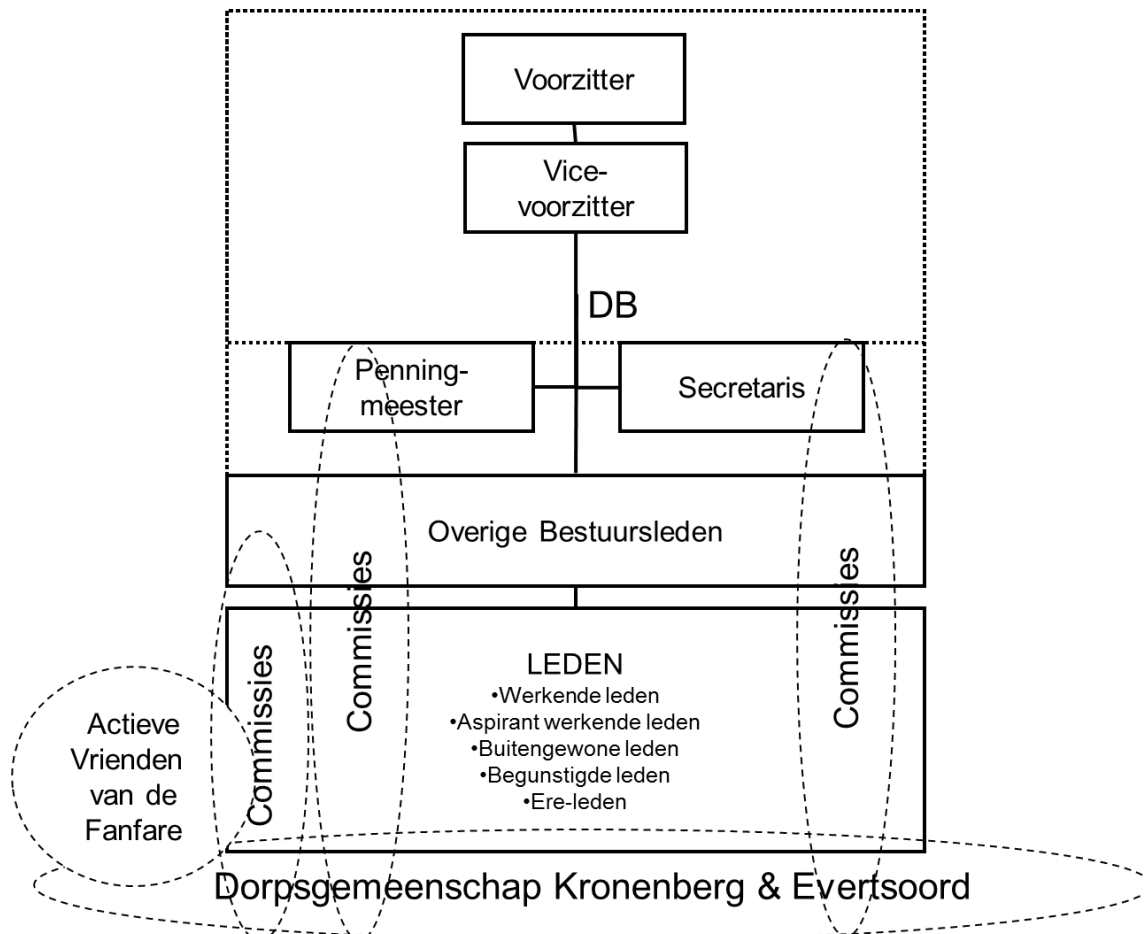 Voorzitter
Vice-
voorzitter
DB
Penning-
meester
Secretaris
Overige Bestuursleden
Commissies
Commissies
Commissies
LEDEN
•Werkende leden
•Aspirant werkende leden
•Buitengewone leden
•Begunstigde leden
•Ere-leden
Actieve
Vrienden
van de
Fanfare
Dorpsgemeenschap Kronenberg & Evertsoord